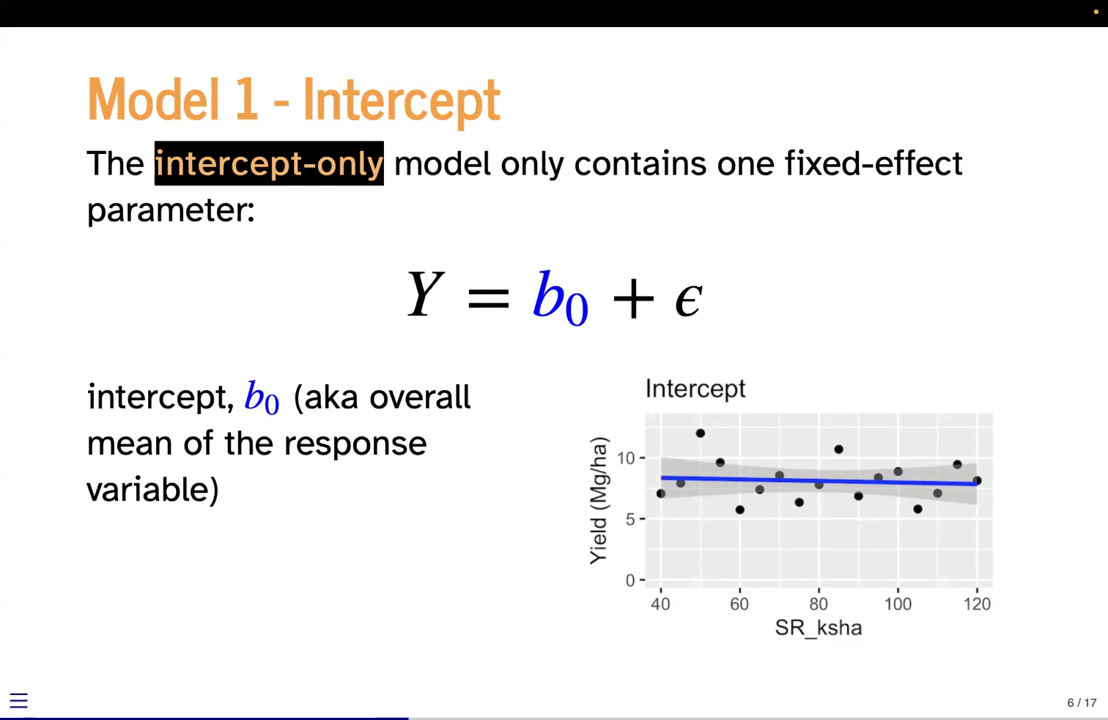 Model 1 - Intercept
The intercept-only model only contains one fixed-effect
parameter:
Y = b₀ + ϵ
intercept, b₀ (aka overall
mean of the response
variable)
Intercept
Yield (Mg/ha)
10
5
0
40 60 80 100 120
SR_ksha
6 / 17